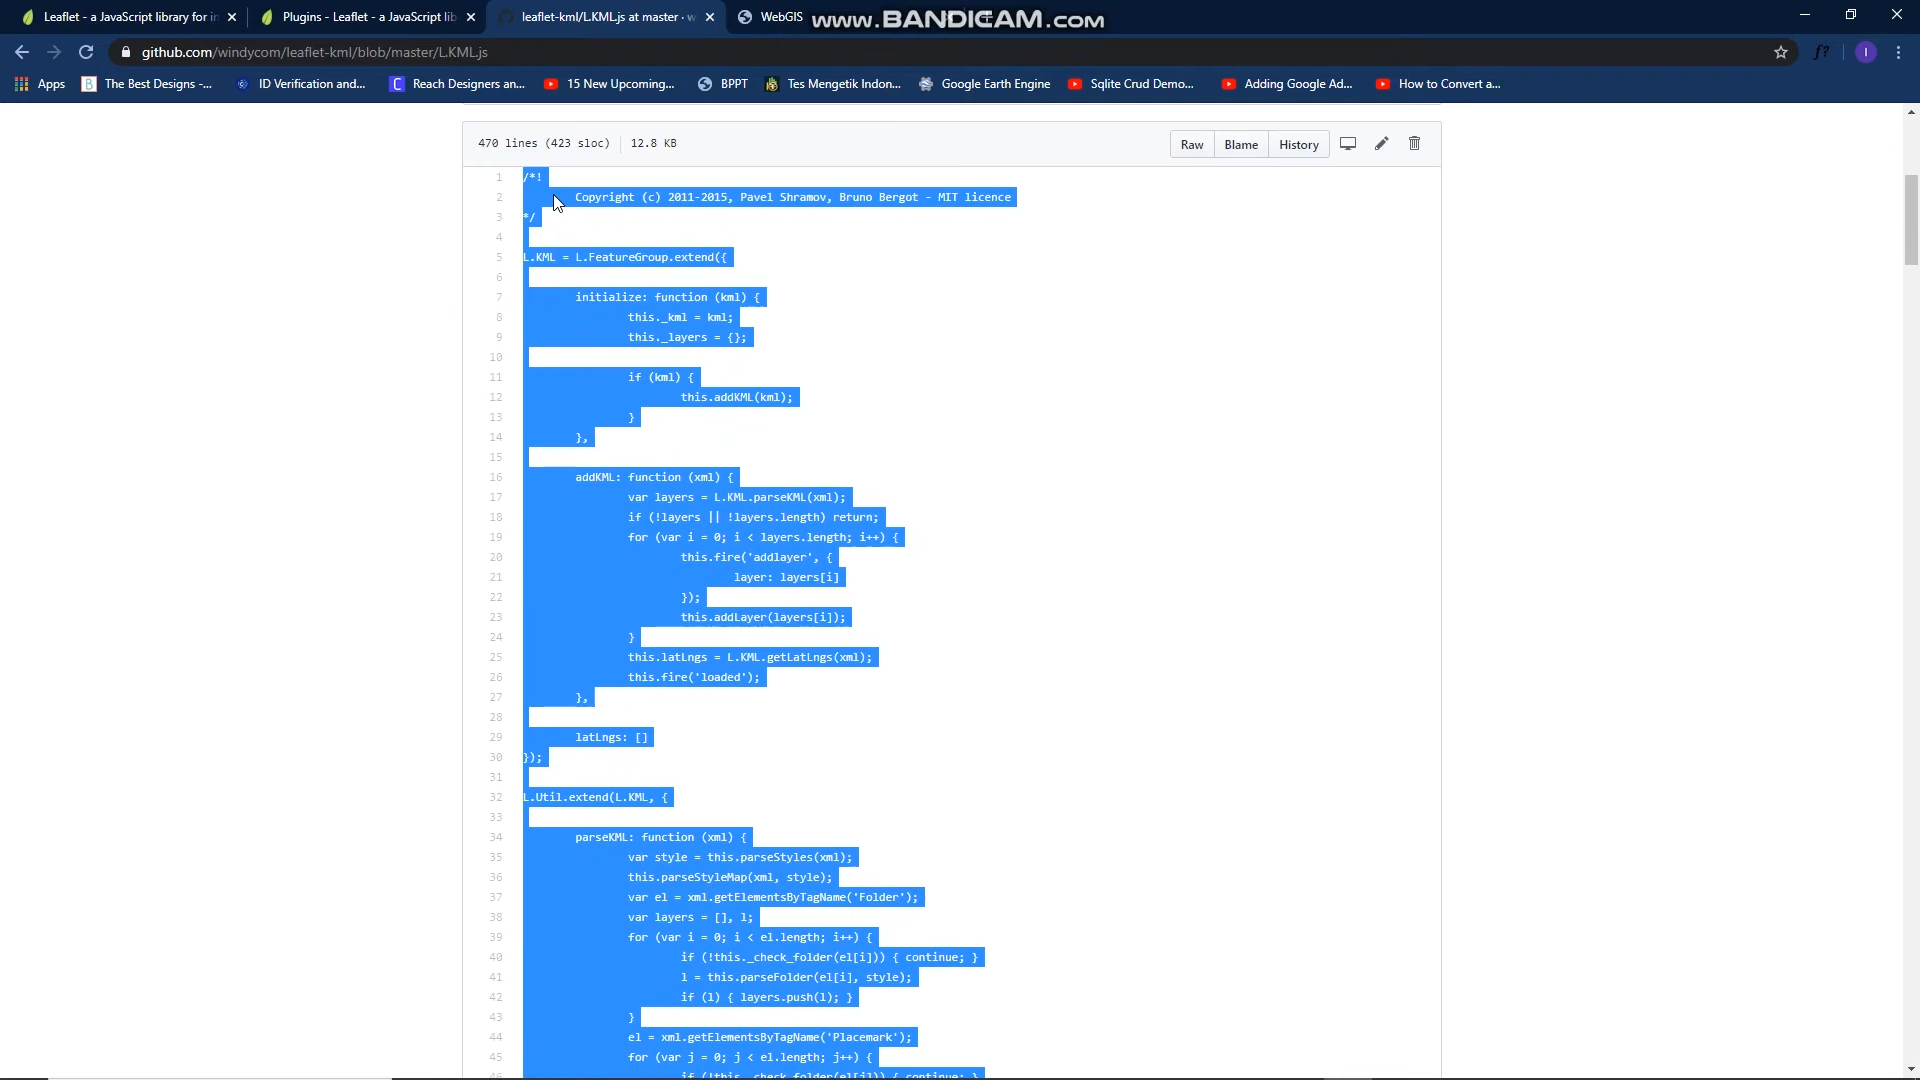 Leaflet - a JavaScript library for in
Plugins - Leaflet - a JavaScript lib
leaflet-kml/L.KML.js at master · w
WebGIS
www.BANDICAM.com
github.com/windycom/leaflet-kml/blob/master/L.KML.js
f?
I
Apps
The Best Designs -...
ID Verification and...
Reach Designers an...
15 New Upcoming...
BPPT
Tes Mengetik Indon...
Google Earth Engine
Sqlite Crud Demo...
Adding Google Ad...
How to Convert a...
470 lines (423 sloc)
12.8 KB
Raw
Blame
History
1 /*!
2 Copyright (c) 2011-2015, Pavel Shramov, Bruno Bergot - MIT licence
3 */
4
5 L.KML = L.FeatureGroup.extend({
6
7 initialize: function (kml) {
8 this._kml = kml;
9 this._layers = {};
10
11 if (kml) {
12 this.addKML(kml);
13 }
14 },
15
16 addKML: function (xml) {
17 var layers = L.KML.parseKML(xml);
18 if (!layers || !layers.length) return;
19 for (var i = 0; i < layers.length; i++) {
20 this.fire('addlayer', {
21 layer: layers[i]
22 });
23 this.addLayer(layers[i]);
24 }
25 this.latLngs = L.KML.getLatLngs(xml);
26 this.fire('loaded');
27 },
28
29 latLngs: []
30 });
31
32 L.Util.extend(L.KML, {
33
34 parseKML: function (xml) {
35 var style = this.parseStyles(xml);
36 this.parseStyleMap(xml, style);
37 var el = xml.getElementsByTagName('Folder');
38 var layers = [], l;
39 for (var i = 0; i < el.length; i++) {
40 if (!this._check_folder(el[i])) { continue; }
41 l = this.parseFolder(el[i], style);
42 if (l) { layers.push(l); }
43 }
44 el = xml.getElementsByTagName('Placemark');
45 for (var j = 0; j < el.length; j++) {
46 if (!this._check_folder(el[j])) { continue; }